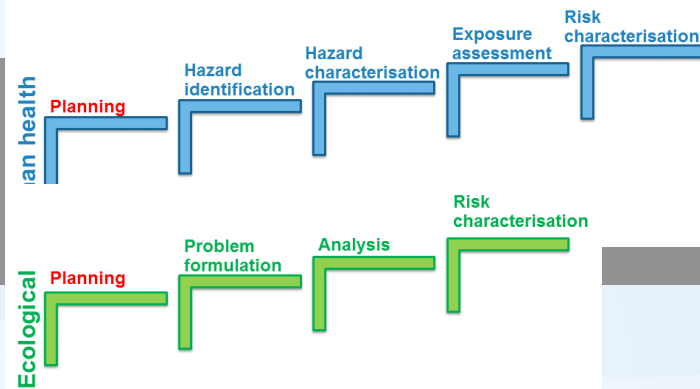 Risk
characterisation
Exposure
assessment
Hazard
characterisation
Hazard
identification
Planning
an health
Risk
characterisation
Analysis
Problem
formulation
Planning
Ecological